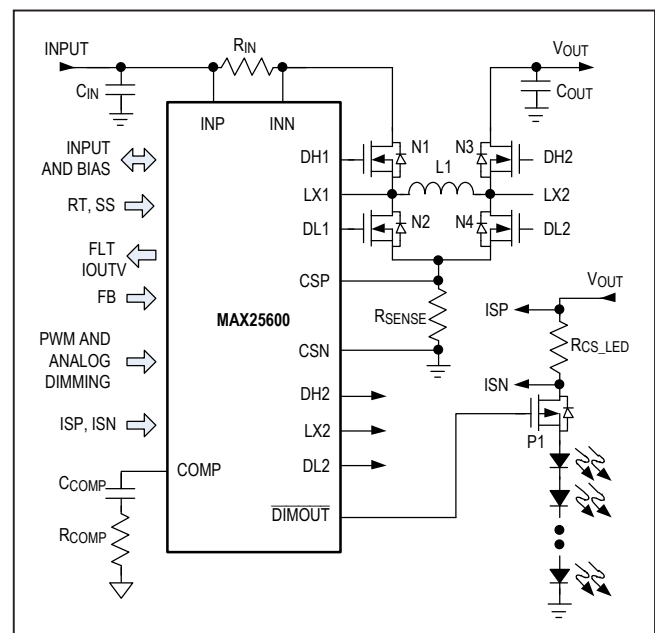 INPUT
RIN
VOUT
CIN
COUT
INP
INN
INPUT
AND BIAS
DH1
N1
N3
DH2
L1
RT, SS
LX1
LX2
DL1
N2
N4
DL2
FLT
IOUTV
CSP
FB
MAX25600
RSENSE
ISP
VOUT
RCS_LED
PWM AND
ANALOG
DIMMING
CSN
DH2
ISN
ISP, ISN
LX2
P1
COMP
DL2
CCOMP
DIMOUT
RCOMP